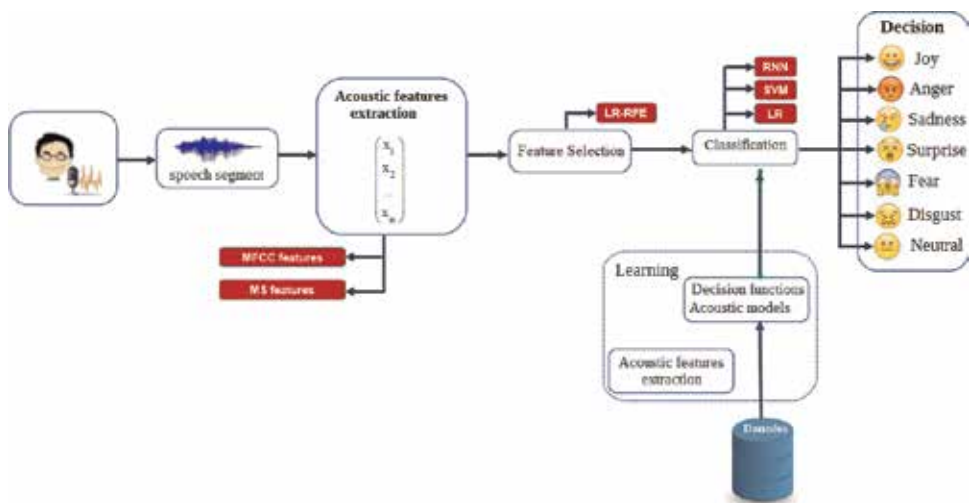 Decision
Joy
Anger
Sadness
Surprise
Fear
Disgust
Neutral
RNN
SVM
LR
Classification
LR-RFE
Feature Selection
Acoustic features
extraction
x1
x2
...
xn
speech segment
MFCC features
MS features
Learning
Decision functions
Acoustic models
Acoustic features
extraction
Données